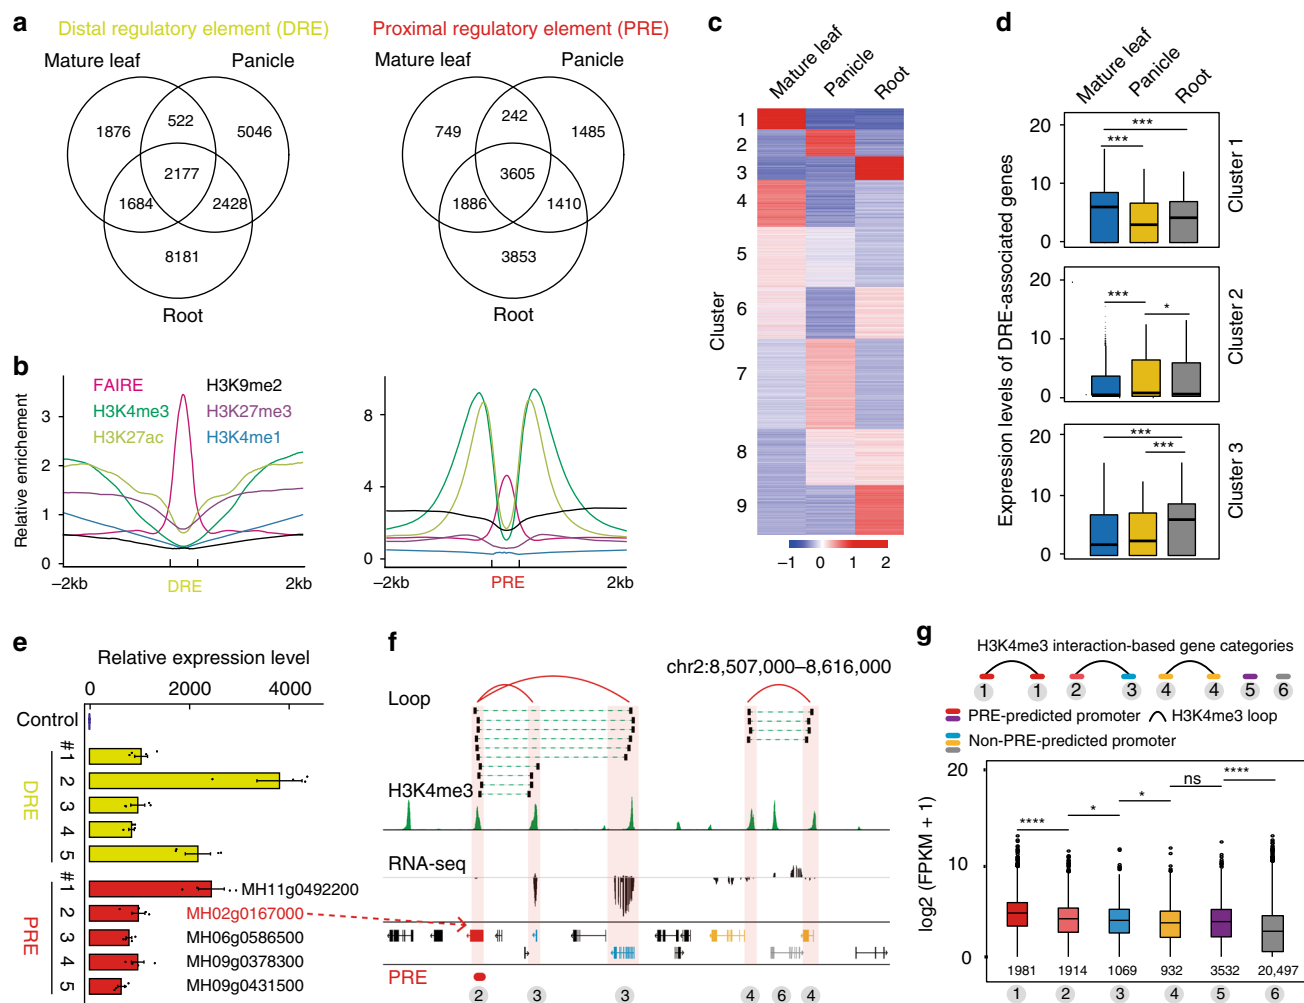 a
Distal regulatory element (DRE)
Mature leaf
Panicle
1876
522
5046
2177
1684
2428
8181
Root
Proximal regulatory element (PRE)
Mature leaf
Panicle
749
242
1485
3605
1886
1410
3853
Root
b
FAIRE
H3K9me2
H3K4me3
H3K27me3
H3K27ac
H3K4me1
Relative enrichement
3
2
1
0
−2kb
DRE
2kb
8
4
0
−2kb
PRE
2kb
c
Mature leaf
Panicle
Root
Cluster
1
2
3
4
5
6
7
8
9
−1 0 1 2
d
Mature leaf
Panicle
Root
Expression levels of DRE-associated genes
20
10
0
***
***
Cluster 1
20
10
0
***
*
Cluster 2
20
10
0
***
***
Cluster 3
e
Relative expression level
0 2000 4000
Control
DRE
#1
2
3
4
5
PRE
#1 MH11g0492200
2 MH02g0167000
3 MH06g0586500
4 MH09g0378300
5 MH09g0431500
f
chr2:8,507,000–8,616,000
Loop
H3K4me3
RNA-seq
PRE
2 3 3 4 6 4
g
H3K4me3 interaction-based gene categories
1 1 2 3 4 4 5 6
PRE-predicted promoter H3K4me3 loop
Non-PRE-predicted promoter
log2 (FPKM + 1)
20
10
0
****
*
*
ns
****
1981 1914 1069 932 3532 20,497
1 2 3 4 5 6